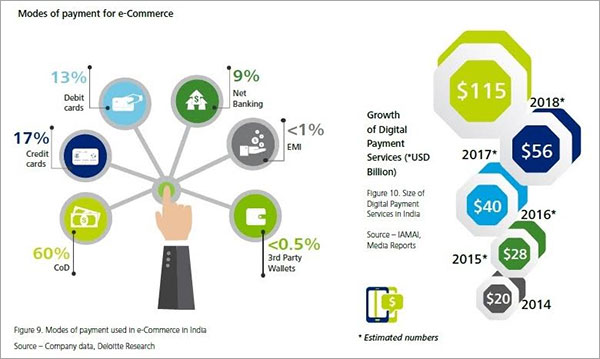 Modes of payment for e-Commerce
13%
Debit
cards
9%
Net
Banking
17%
Credit
cards
<1%
EMI
60%
CoD
<0.5%
3rd Party
Wallets
Figure 9. Modes of payment used in e-Commerce in India
Source – Company data, Deloitte Research
Growth
of Digital
Payment
Services (*USD
Billion)
Figure 10. Size of
Digital Payment
Services in India
Source – IAMAI,
Media Reports
$115
2018*
$56
2017*
$40
2016*
$28
2015*
$20
2014
$
* Estimated numbers